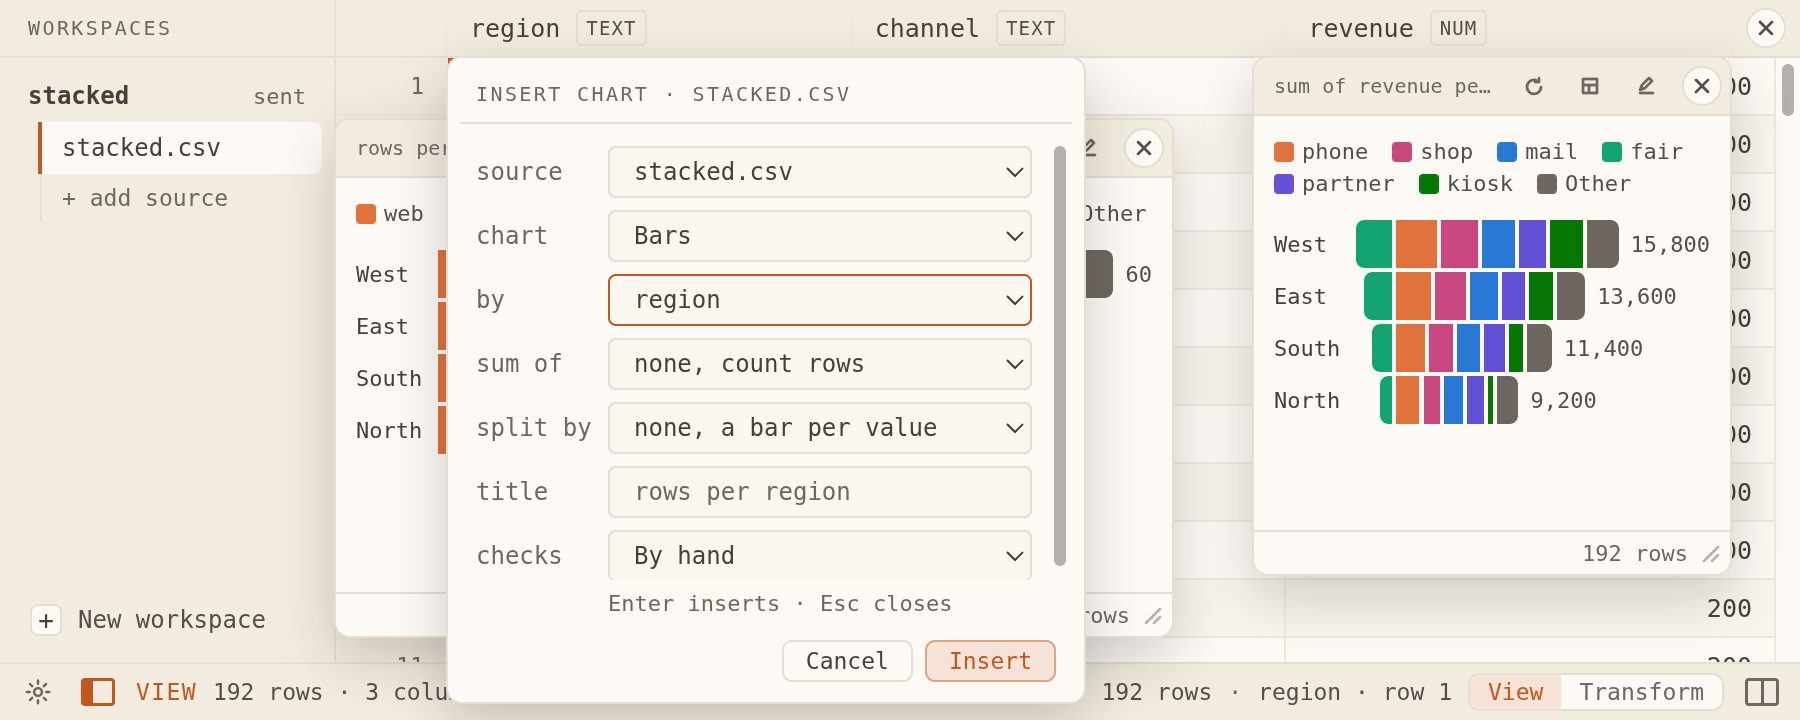 WORKSPACES
region TEXT
channel TEXT
revenue NUM
stacked sent
stacked.csv
+ add source
+ New workspace
1
rows per
web
Other
West
60
East
South
North
rows
INSERT CHART · STACKED.CSV
source stacked.csv
chart Bars
by region
sum of none, count rows
split by none, a bar per value
title rows per region
checks By hand
Enter inserts · Esc closes
Cancel Insert
sum of revenue pe…
phone shop mail fair
partner kiosk Other
West 15,800
East 13,600
South 11,400
North 9,200
192 rows
200
VIEW 192 rows · 3 colu
192 rows · region · row 1
View Transform